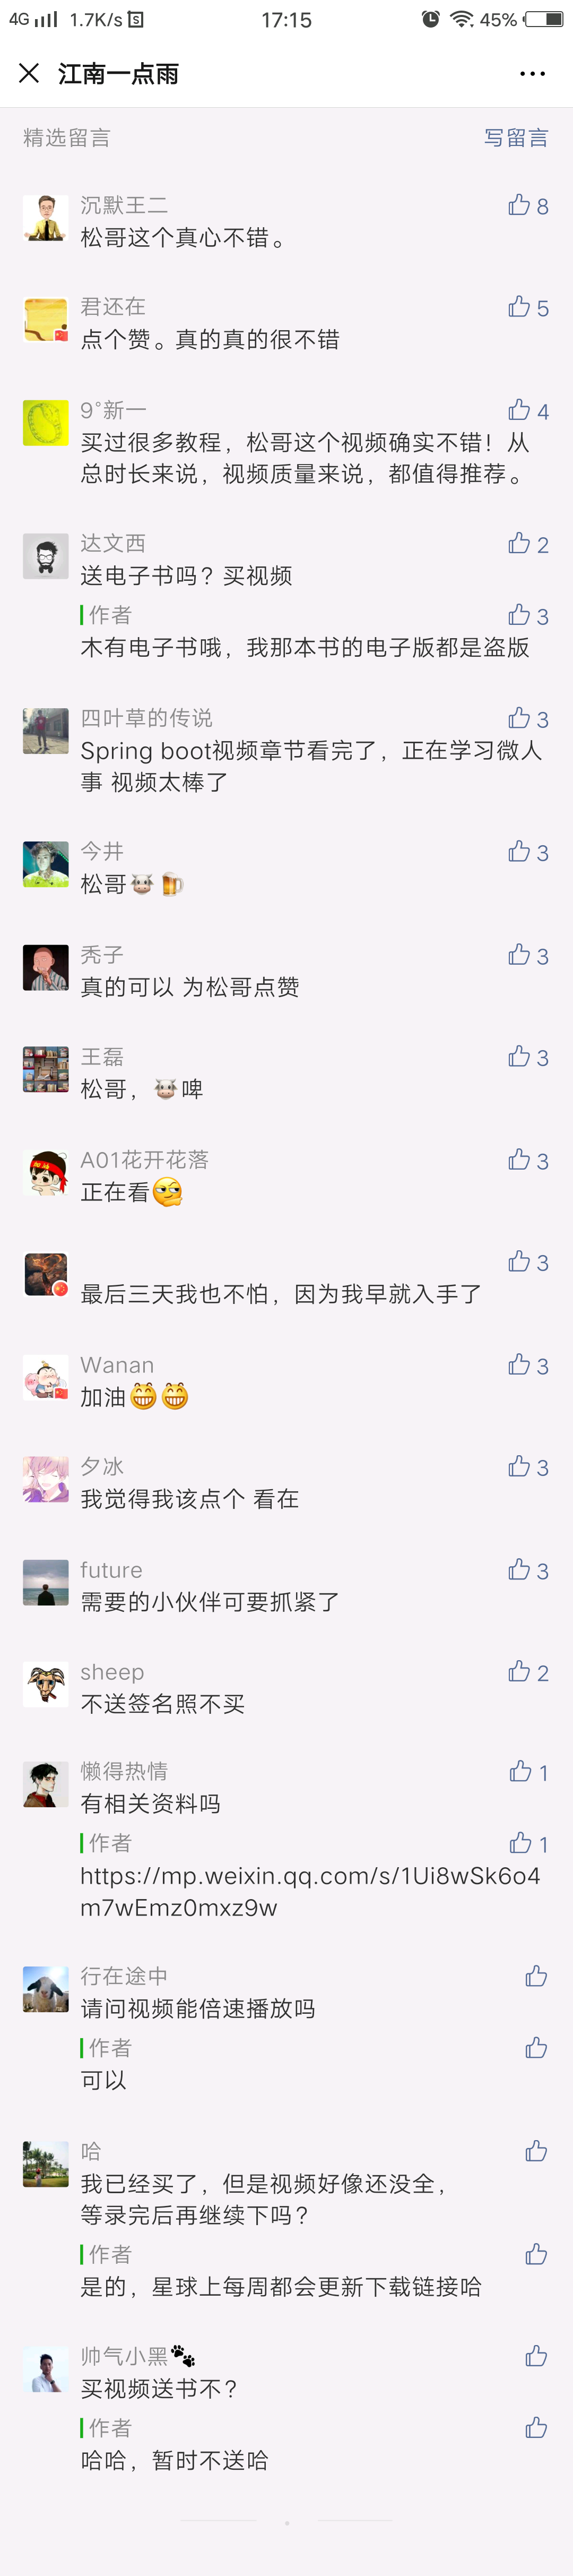 4G 1.7K/s 17:15 45%
江南一点雨
精选留言 写留言
沉默王二 8
松哥这个真心不错。
君还在 5
点个赞。真的真的很不错
9°新一 4
买过很多教程，松哥这个视频确实不错！从
总时长来说，视频质量来说，都值得推荐。
达文西 2
送电子书吗？买视频
作者 3
木有电子书哦，我那本书的电子版都是盗版
四叶草的传说 3
Spring boot视频章节看完了，正在学习微人
事 视频太棒了
今井 3
松哥🐮🍺
秃子 3
真的可以 为松哥点赞
王磊 3
松哥，🐮啤
A01花开花落 3
正在看
3
最后三天我也不怕，因为我早就入手了
Wanan 3
加油😁😁
夕冰 3
我觉得我该点个 看在
future 3
需要的小伙伴可要抓紧了
sheep 2
不送签名照不买
懒得热情 1
有相关资料吗
作者 1
https://mp.weixin.qq.com/s/1Ui8wSk6o4
m7wEmz0mxz9w
行在途中
请问视频能倍速播放吗
作者
可以
哈
我已经买了，但是视频好像还没全，
等录完后再继续下吗？
作者
是的，星球上每周都会更新下载链接哈
帅气小黑🐾
买视频送书不？
作者
哈哈，暂时不送哈